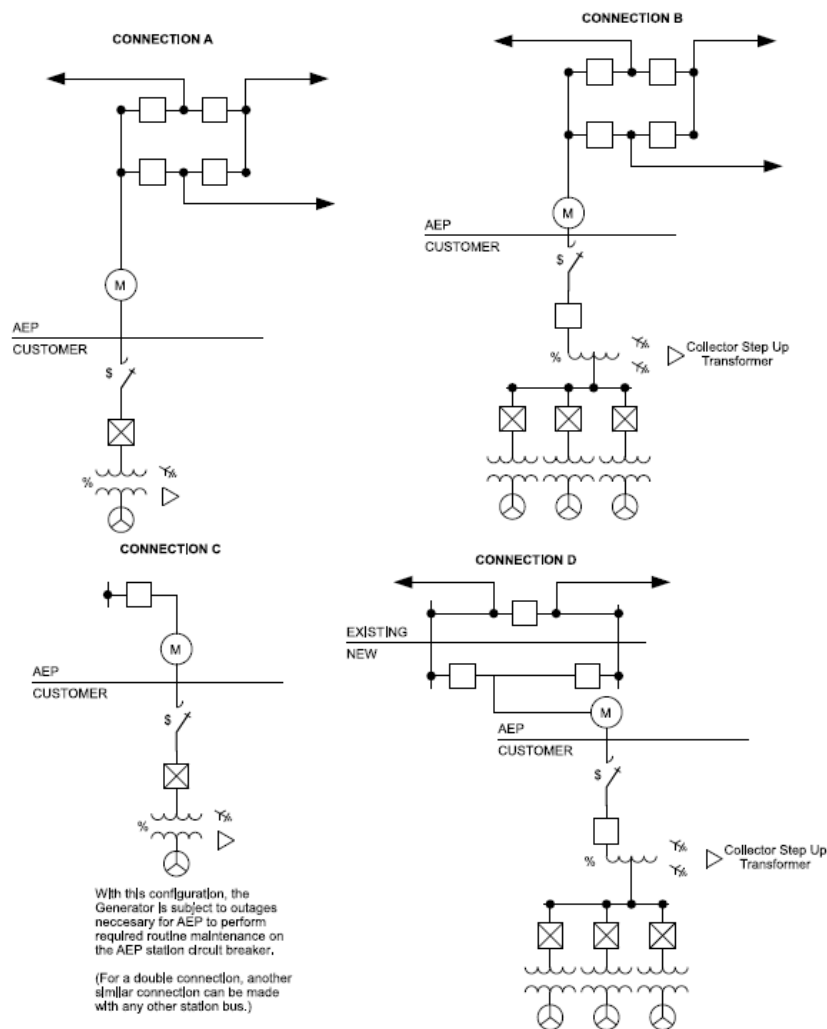 CONNECTION A
AEP
CUSTOMER
M
$
%
CONNECTION B
AEP
CUSTOMER
M
$
%
Collector Step Up
Transformer
CONNECTION C
AEP
CUSTOMER
M
$
%
With this configuration, the
Generator is subject to outages
neccesary for AEP to perform
required routine maintenance on
the AEP station circuit breaker.
(For a double connection, another
similar connection can be made
with any other station bus.)
CONNECTION D
EXISTING
NEW
M
AEP
CUSTOMER
$
%
Collector Step Up
Transformer